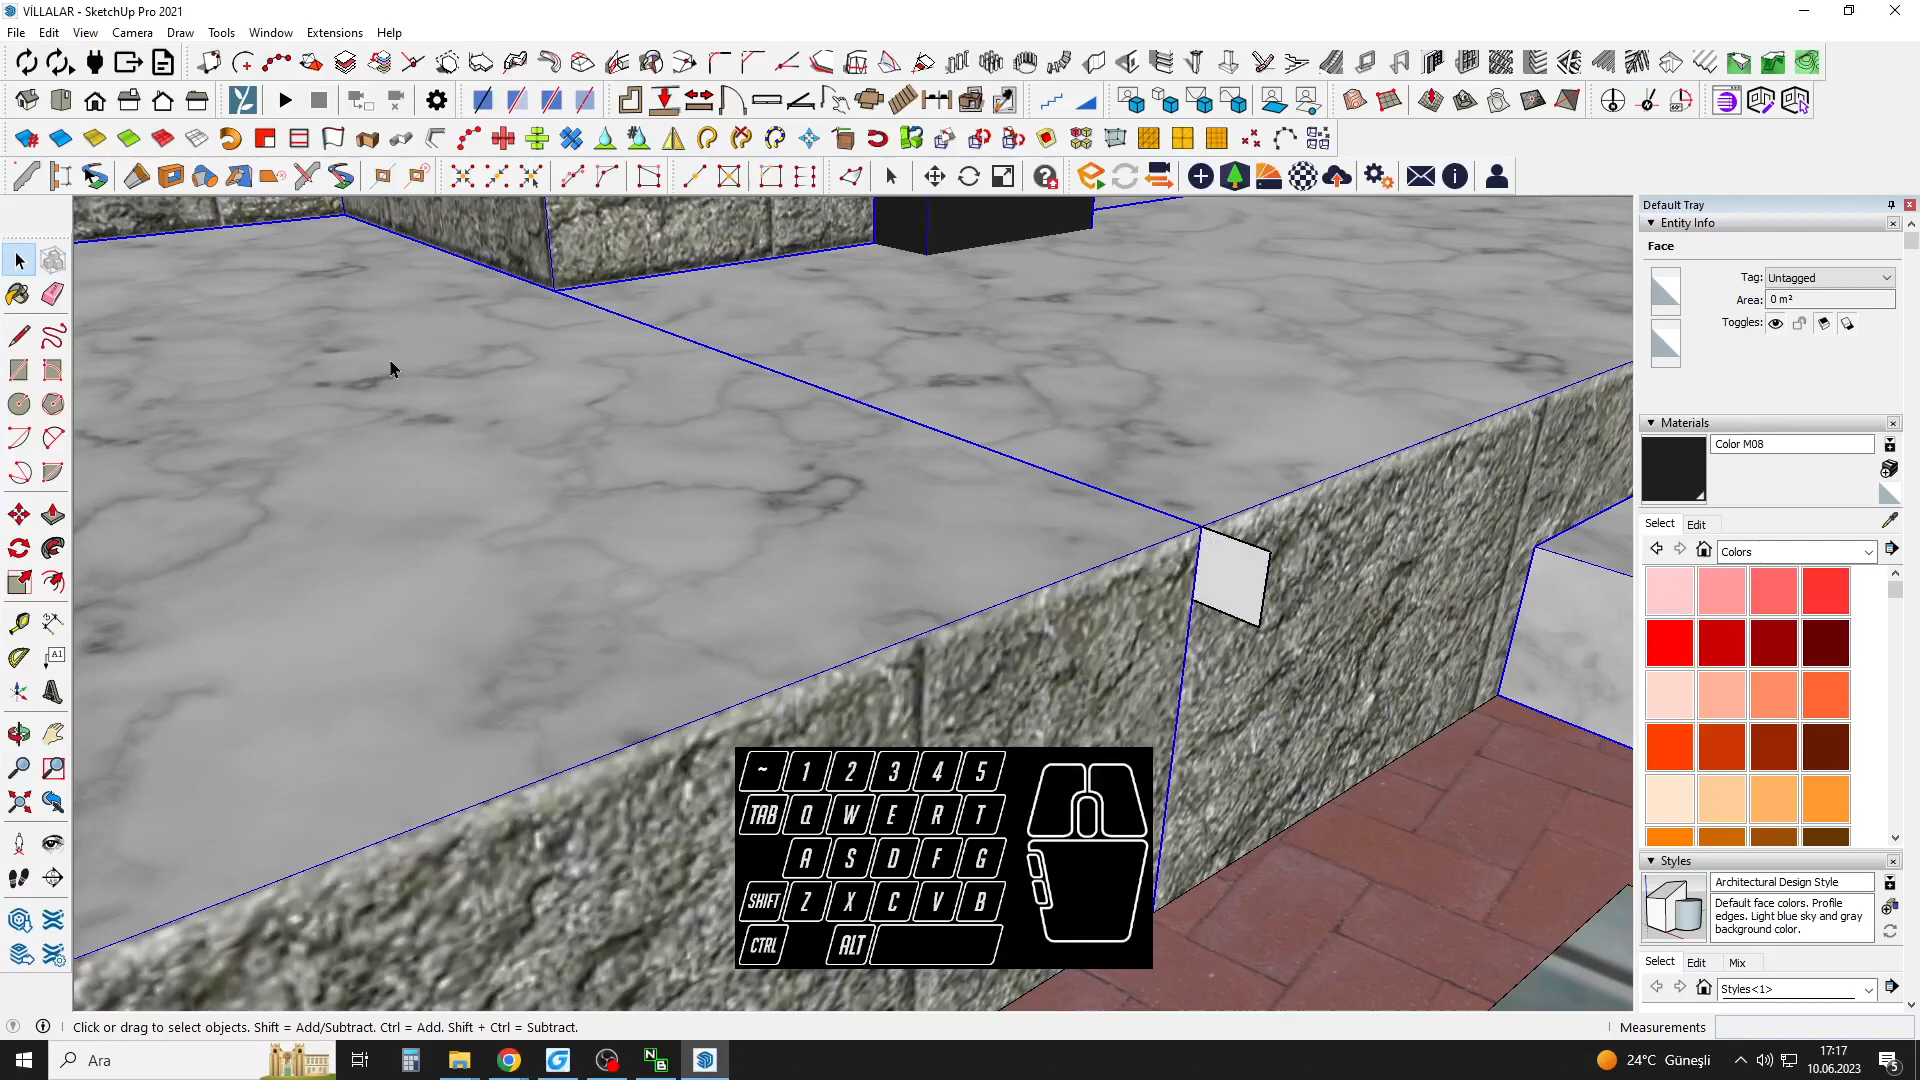 VİLLALAR - SketchUp Pro 2021
File Edit View Camera Draw Tools Window Extensions Help
Default Tray
Entity Info
Face
Tag: Untagged
Area: 0 m²
Toggles:
Materials
Color M08
Select Edit
Colors
A1
~ 1 2 3 4 5
TAB Q W E R T
A S D F G
SHIFT Z X C V B
CTRL ALT
Styles
Architectural Design Style
Default face colors. Profile
edges. Light blue sky and gray
background color.
Select Edit Mix
Styles<1>
Click or drag to select objects. Shift = Add/Subtract. Ctrl = Add. Shift + Ctrl = Subtract.
Measurements
Ara
24°C Güneşli
17:17
10.06.2023
5